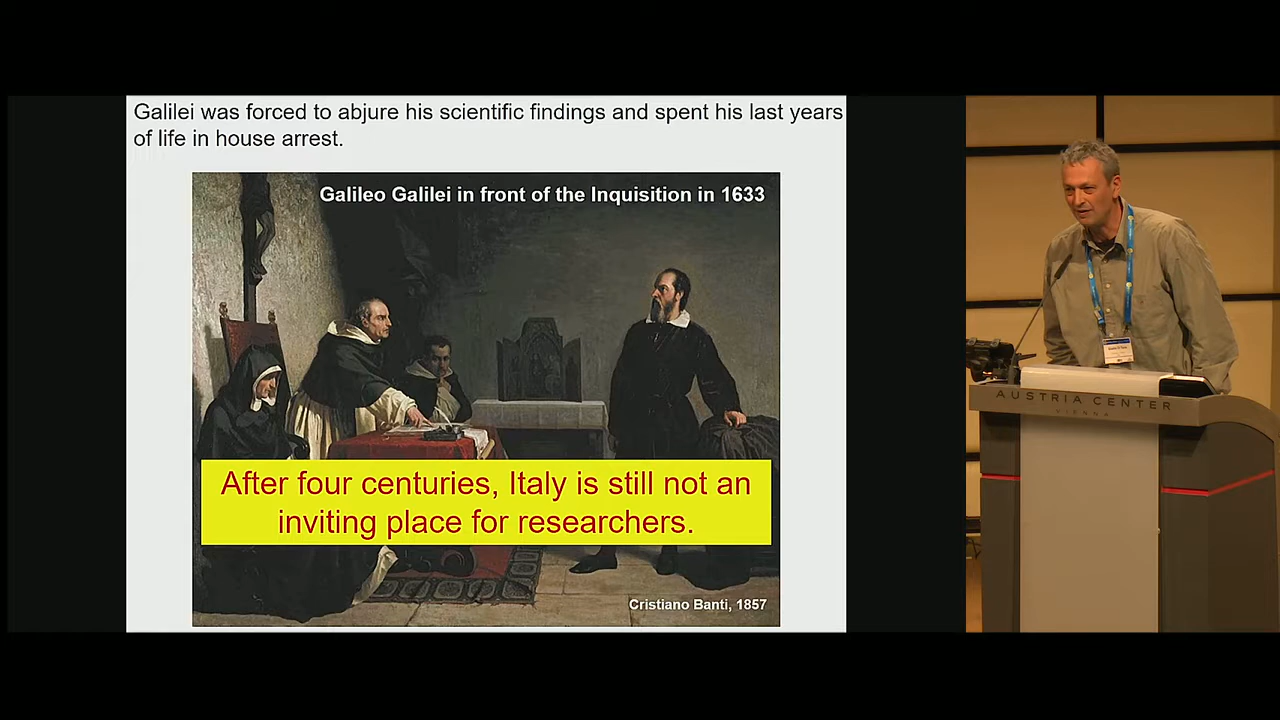 Galilei was forced to abjure his scientific findings and spent his last years
of life in house arrest.
Galileo Galilei in front of the Inquisition in 1633
After four centuries, Italy is still not an
inviting place for researchers.
Cristiano Banti, 1857
AUSTRIA CENTER
VIENNA